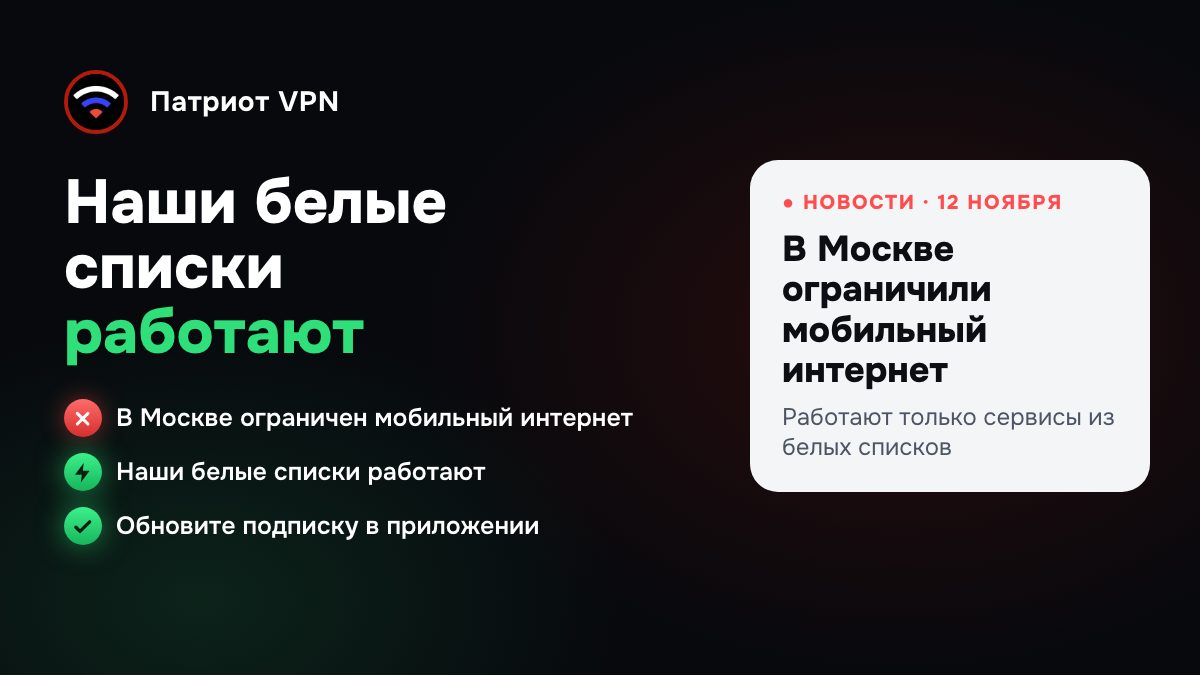 Патриот VPN
Наши белые
списки
работают
В Москве ограничен мобильный интернет
Наши белые списки работают
Обновите подписку в приложении
• НОВОСТИ · 12 НОЯБРЯ
В Москве
ограничили
мобильный
интернет
Работают только сервисы из
белых списков